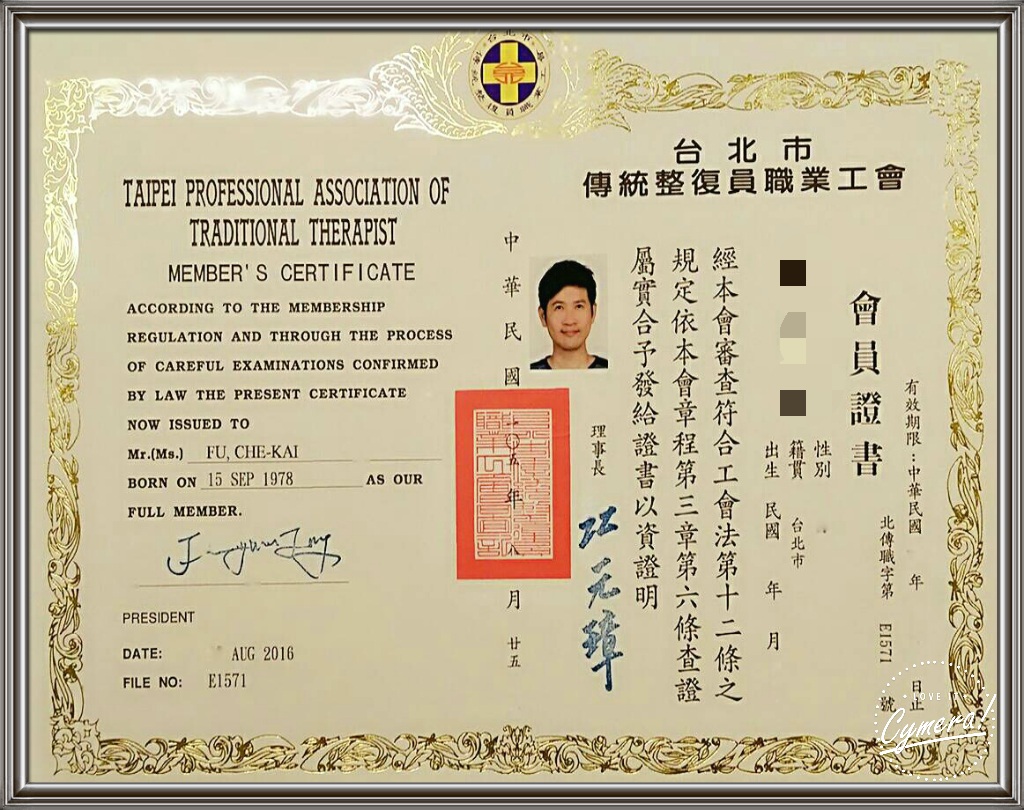 TAIPEI PROFESSIONAL ASSOCIATION OF
TRADITIONAL THERAPIST
MEMBER'S CERTIFICATE
ACCORDING TO THE MEMBERSHIP
REGULATION AND THROUGH THE PROCESS
OF CAREFUL EXAMINATIONS CONFIRMED
BY LAW THE PRESENT CERTIFICATE
NOW ISSUED TO
Mr.(Ms.) FU, CHE-KAI
BORN ON 15 SEP 1978 AS OUR
FULL MEMBER.
PRESIDENT
DATE: AUG 2016
FILE NO: E1571
台北市
傳統整復員職業工會
有效期限：中華民國 年 日止
北傳職字第 E1571 號
會員證書
性別
籍貫 台北市
出生 民國 年 月
經本會審查符合工會法第十二條之
規定依本會章程第三章第六條查證
屬實合予發給證書以資證明
理事長
中華民國一〇五年 月廿五
LOVE IT
Cymera!